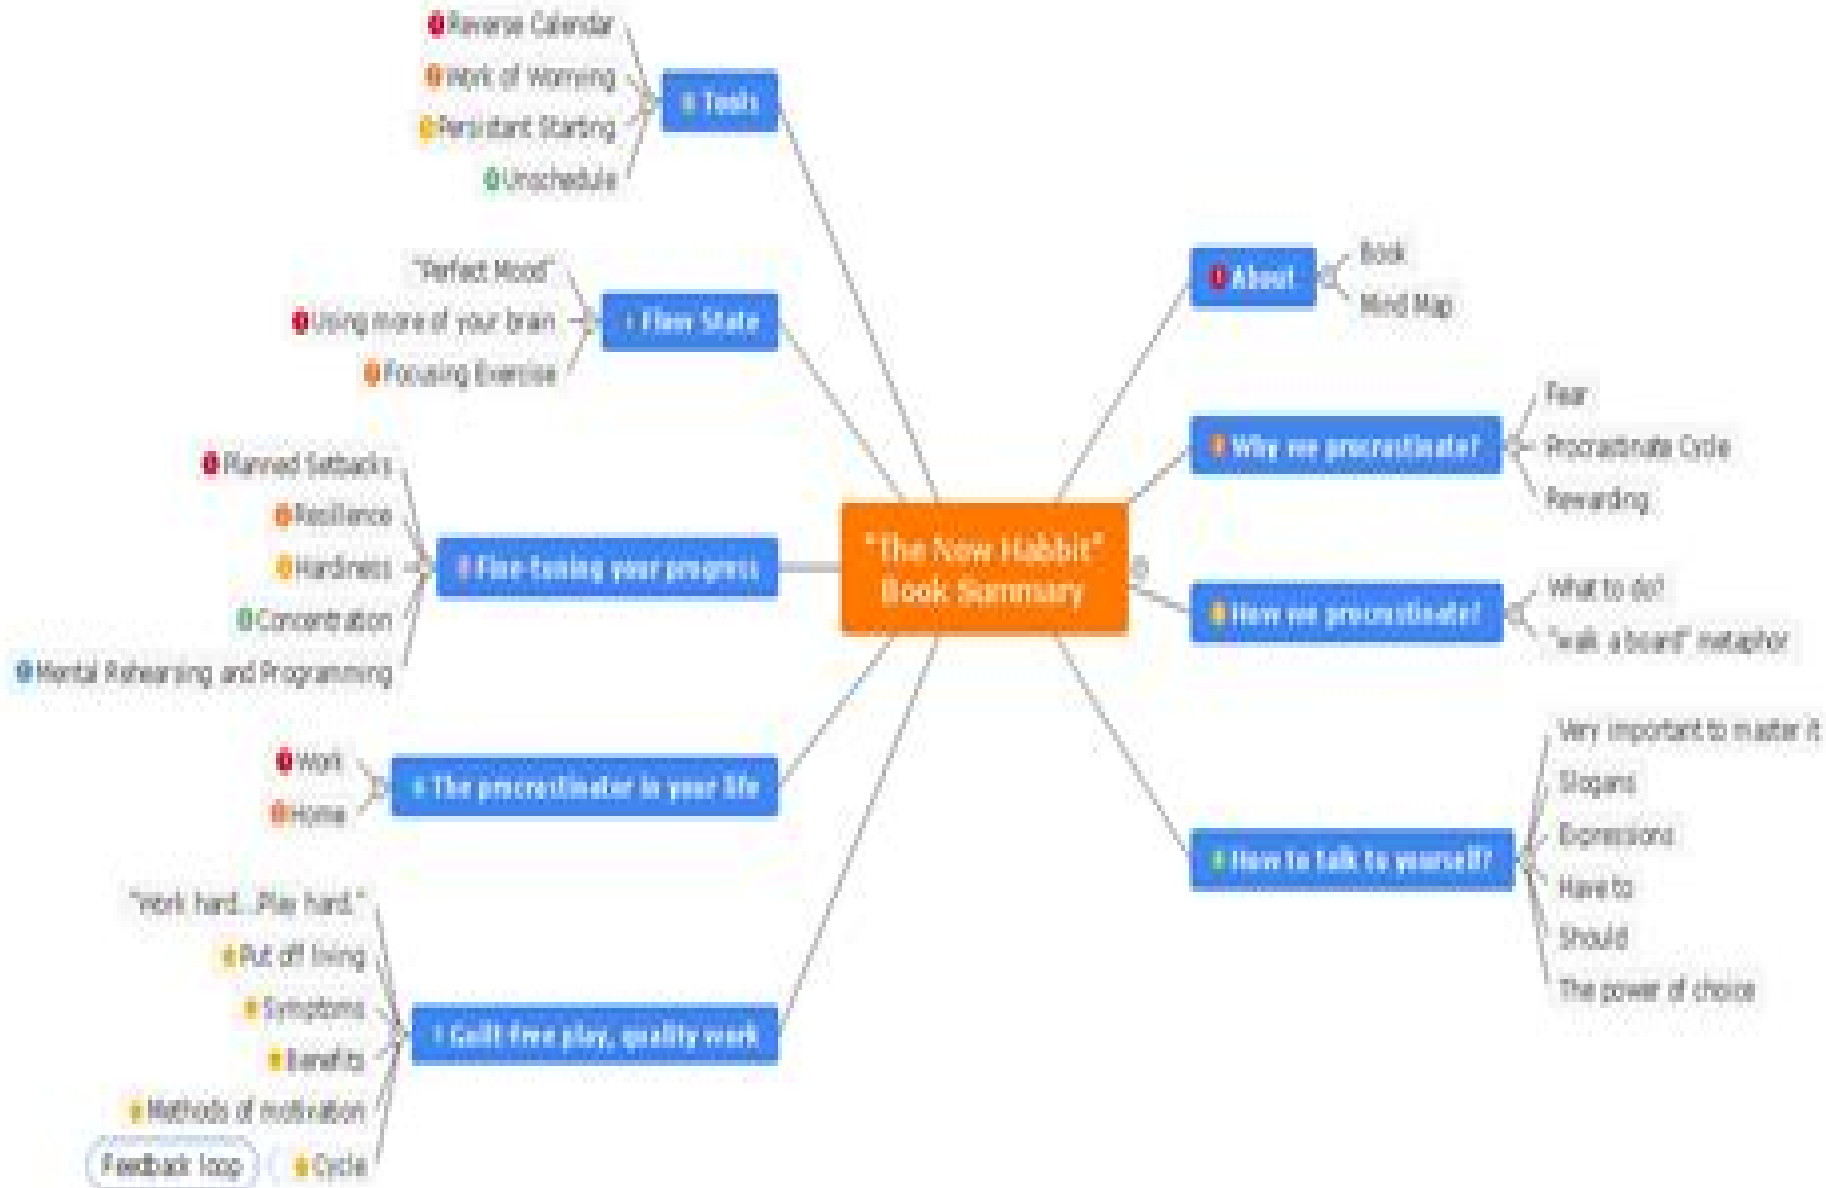 Reverse Calendar
Work of Worrying
Persistant Starting
Unschedule
Tools
"Perfect Mood"
Using more of your brain
Focusing Exercise
Flow State
Planned Setbacks
Resilience
Hardiness
Concentration
Mental Rehearsing and Programming
Fine-tuning your progress
Work
Home
The procrastinator in your life
"Work hard...Play hard."
Put off living
Symptoms
Benefits
Methods of motivation
Cycle
Feedback loop
Guilt-free play, quality work
"The Now Habbit"
Book Summary
About
Book
Mind Map
Why we procrastinate?
Fear
Procrastinate Cycle
Rewarding
How we procrastinate?
What to do?
"walk a board" metaphor
How to talk to yourself?
Very important to master it
Slogans
Expressions
Have to
Should
The power of choice